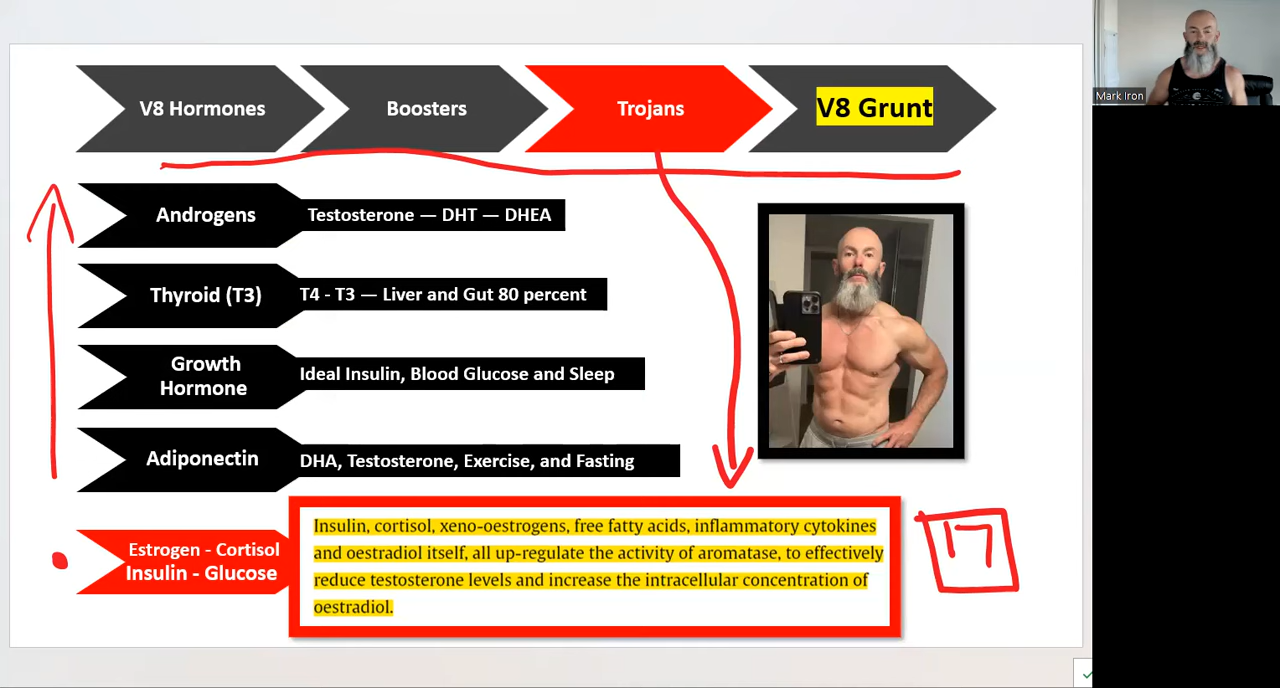 V8 Hormones
Boosters
Trojans
V8 Grunt
Mark Iron
Androgens
Testosterone — DHT — DHEA
Thyroid (T3)
T4 - T3 — Liver and Gut 80 percent
Growth
Hormone
Ideal Insulin, Blood Glucose and Sleep
Adiponectin
DHA, Testosterone, Exercise, and Fasting
Estrogen - Cortisol
Insulin - Glucose
Insulin, cortisol, xeno-oestrogens, free fatty acids, inflammatory cytokines
and oestradiol itself, all up-regulate the activity of aromatase, to effectively
reduce testosterone levels and increase the intracellular concentration of
oestradiol.
17